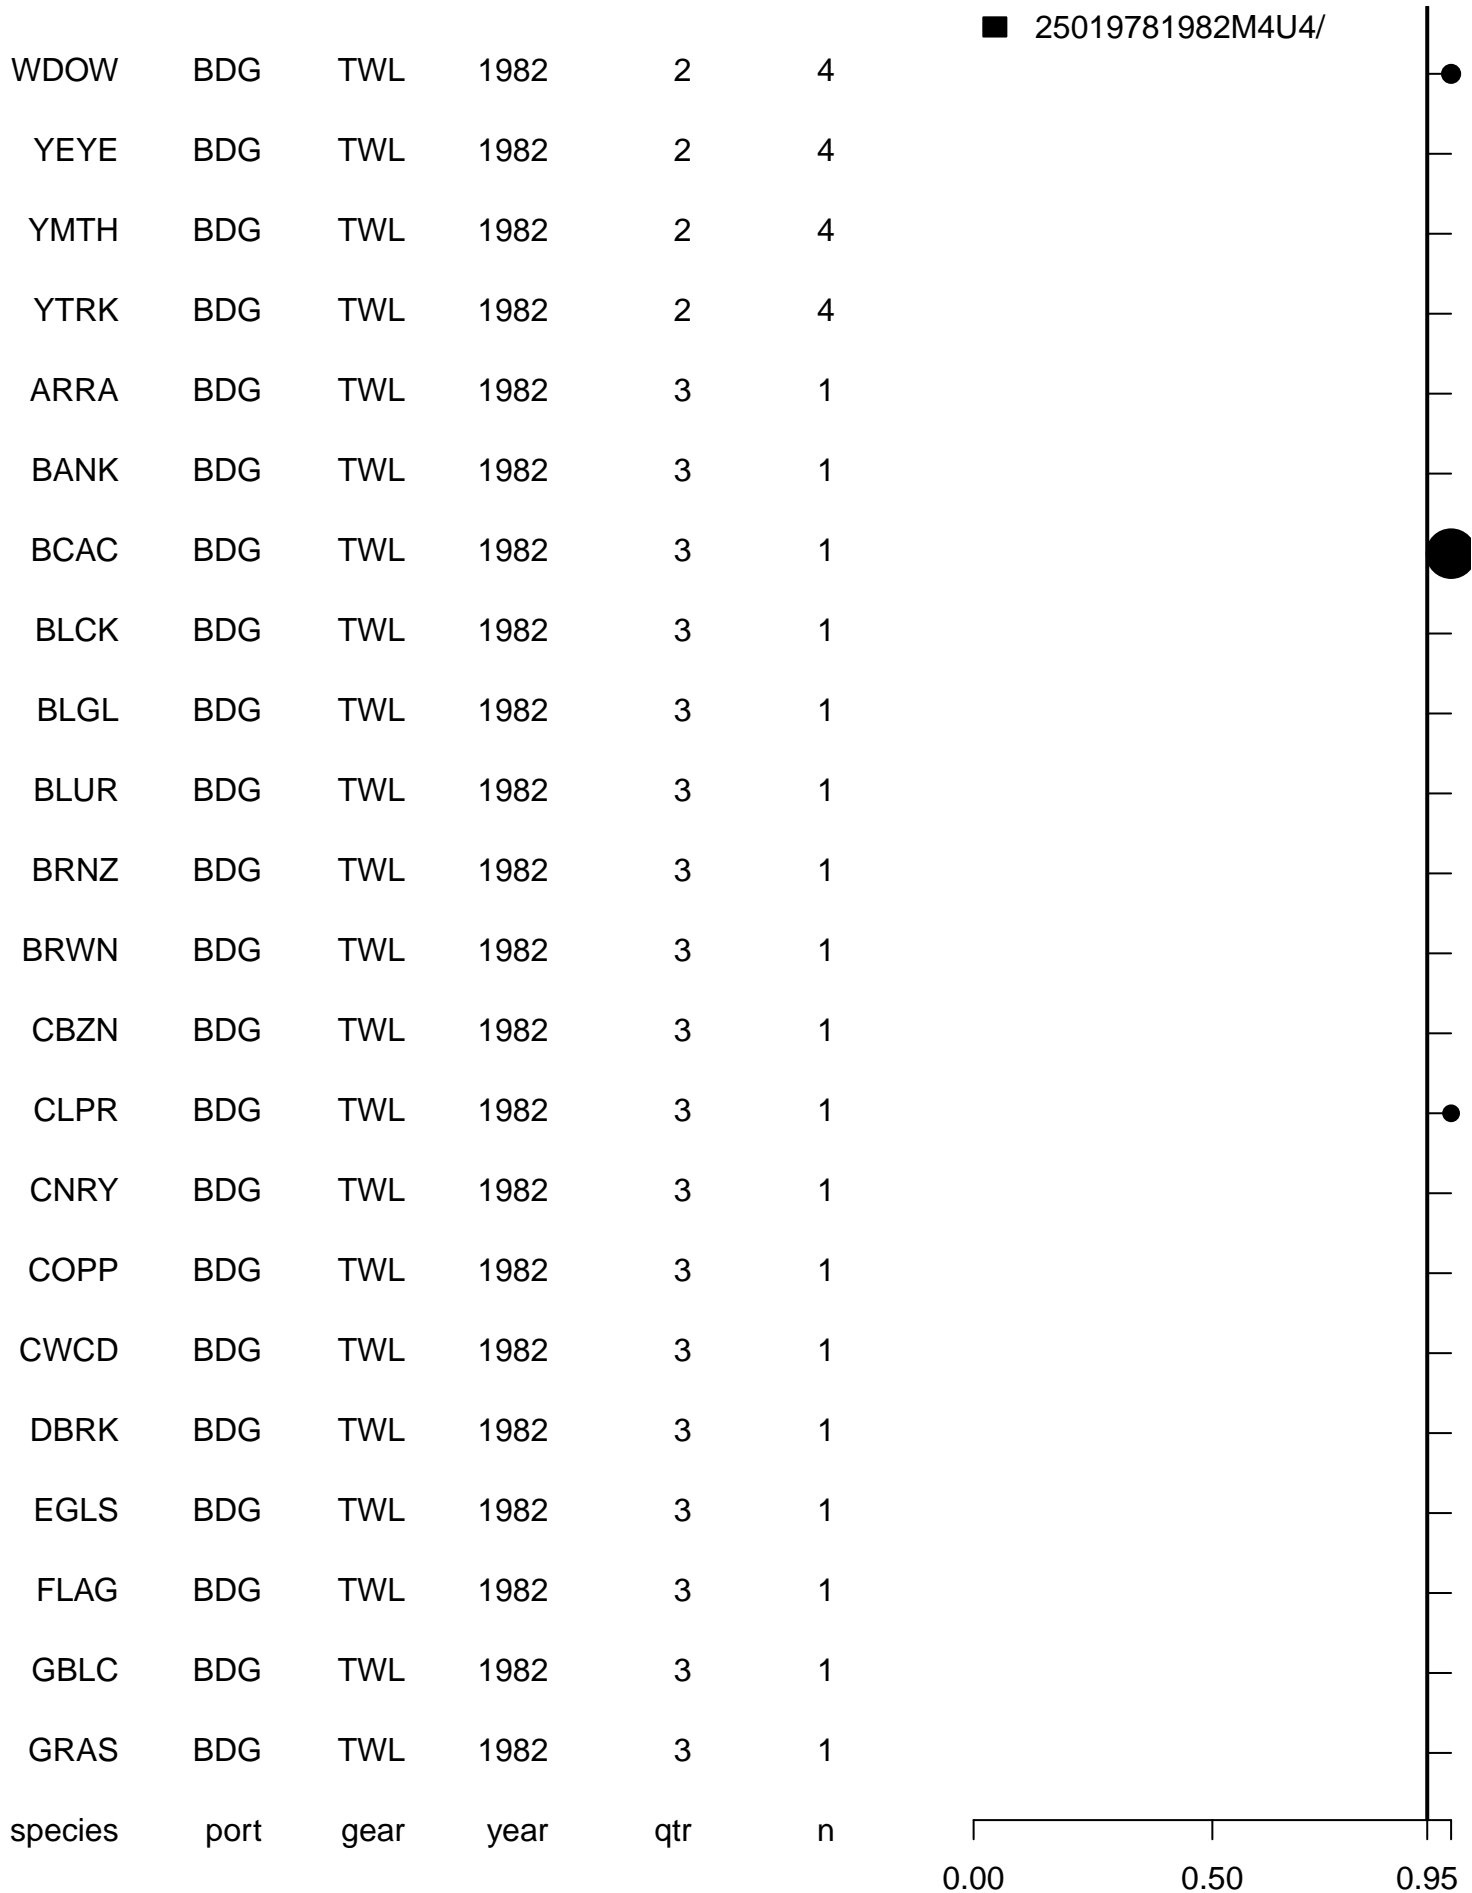 25019781982M4U4/
WDOW BDG TWL 1982 2 4
YEYE BDG TWL 1982 2 4
YMTH BDG TWL 1982 2 4
YTRK BDG TWL 1982 2 4
ARRA BDG TWL 1982 3 1
BANK BDG TWL 1982 3 1
BCAC BDG TWL 1982 3 1
BLCK BDG TWL 1982 3 1
BLGL BDG TWL 1982 3 1
BLUR BDG TWL 1982 3 1
BRNZ BDG TWL 1982 3 1
BRWN BDG TWL 1982 3 1
CBZN BDG TWL 1982 3 1
CLPR BDG TWL 1982 3 1
CNRY BDG TWL 1982 3 1
COPP BDG TWL 1982 3 1
CWCD BDG TWL 1982 3 1
DBRK BDG TWL 1982 3 1
EGLS BDG TWL 1982 3 1
FLAG BDG TWL 1982 3 1
GBLC BDG TWL 1982 3 1
GRAS BDG TWL 1982 3 1
species port gear year qtr n
0.00 0.50 0.95